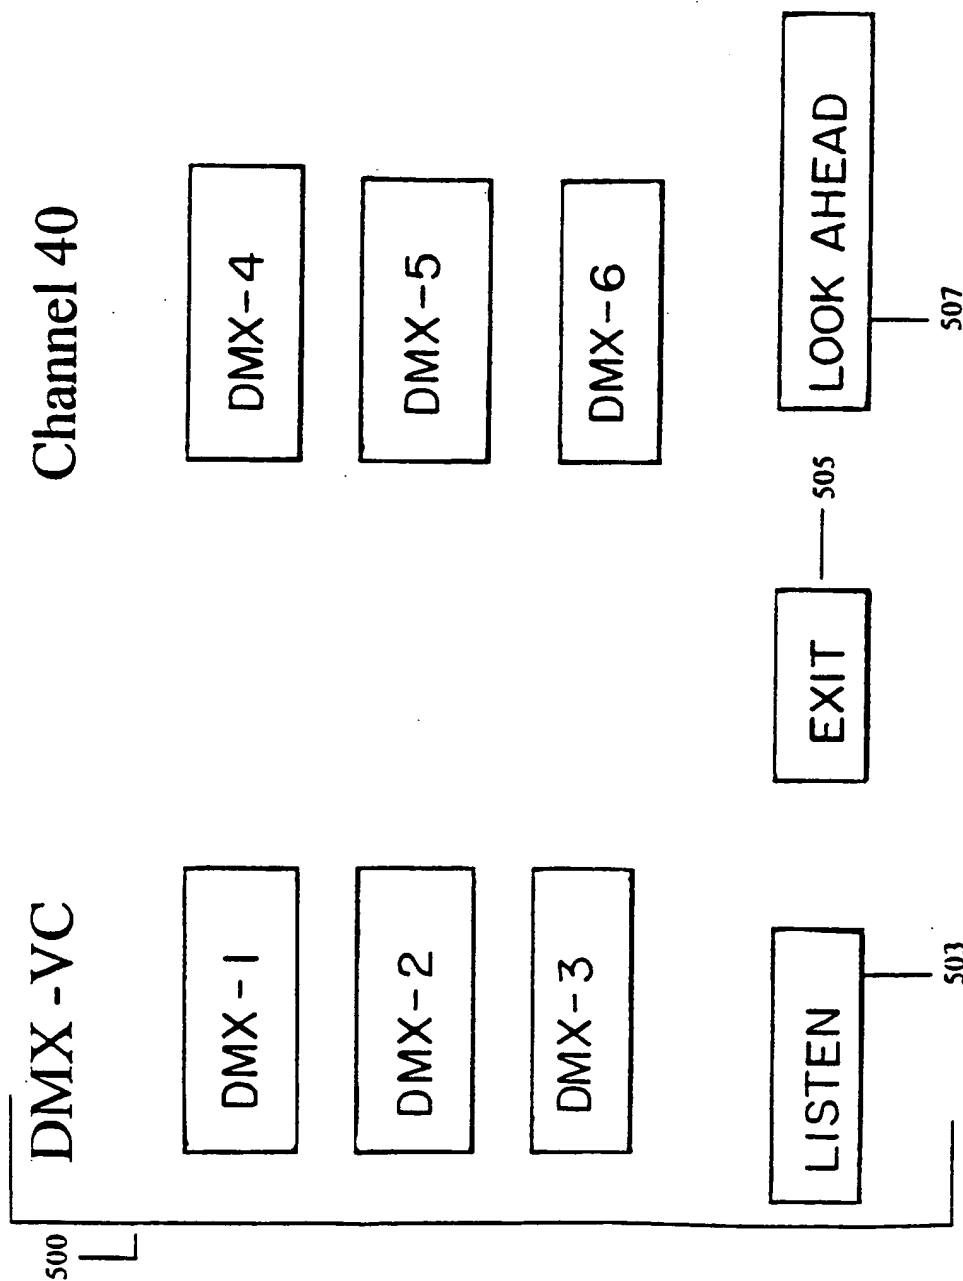 500
DMX-VC Channel 40
DMX-1 DMX-4
DMX-2 DMX-5
DMX-3 DMX-6
505
LISTEN EXIT LOOK AHEAD
503 507